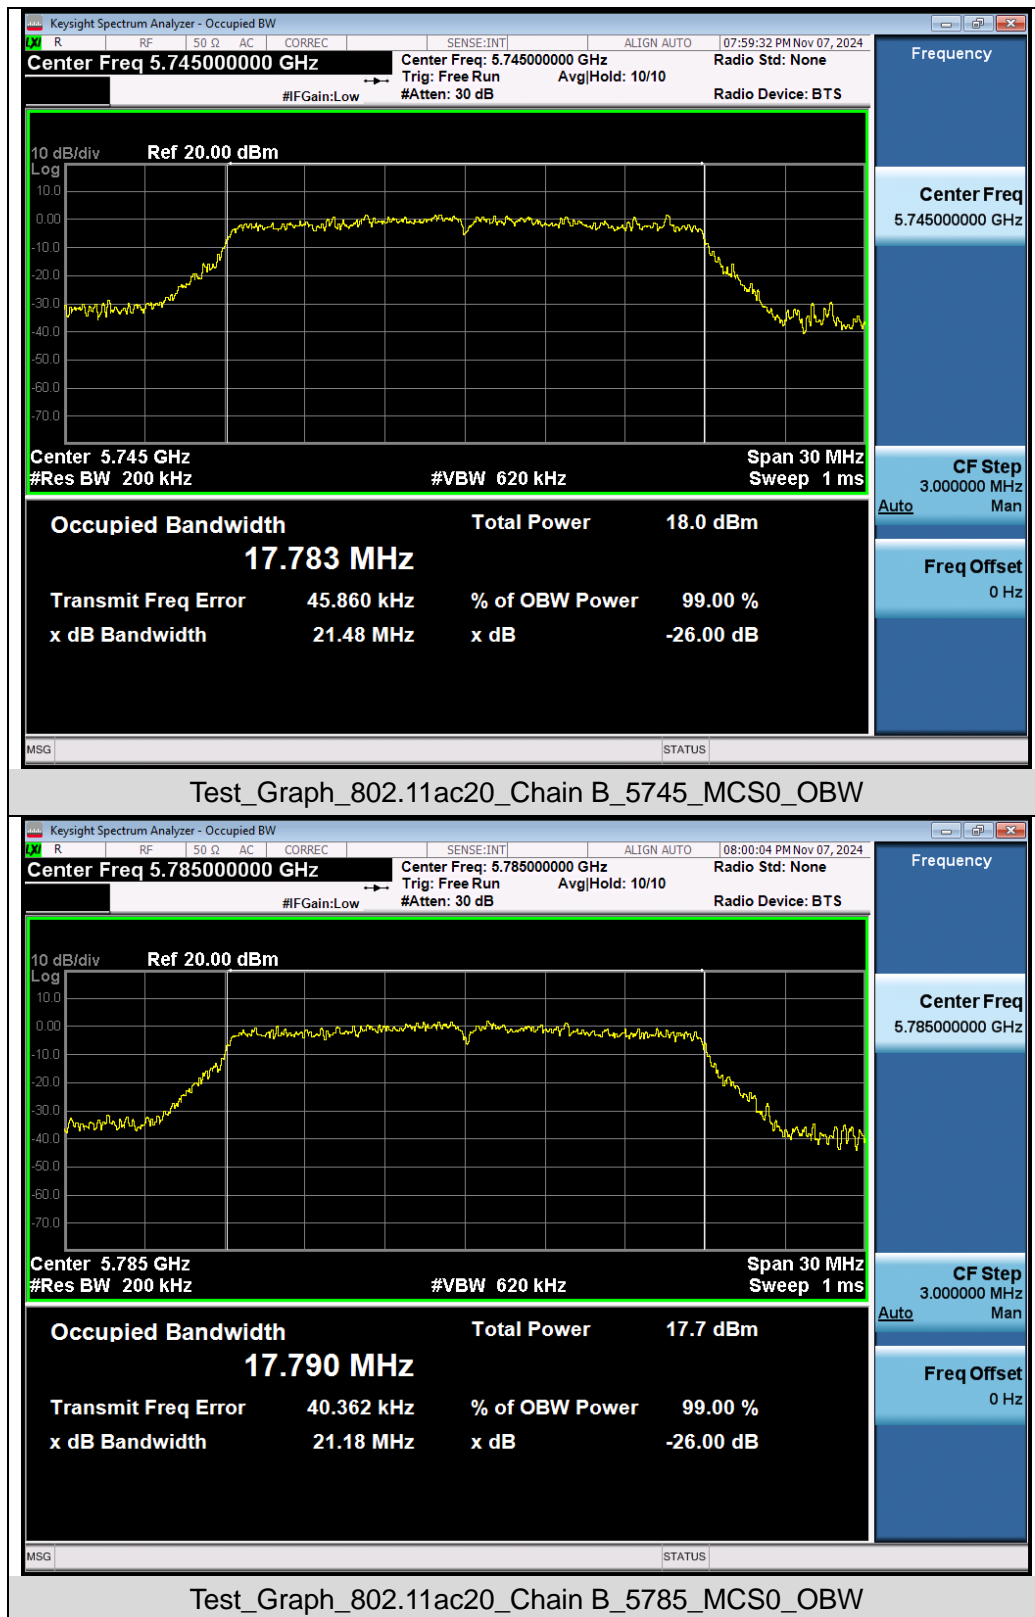 Keysight Spectrum Analyzer - Occupied BW
LXI R RF 50 Ω AC CORREC SENSE:INT ALIGN AUTO 07:59:32 PM Nov 07, 2024
Center Freq 5.745000000 GHz
Center Freq: 5.745000000 GHz Radio Std: None
Trig: Free Run Avg|Hold: 10/10
#IFGain:Low #Atten: 30 dB Radio Device: BTS
10 dB/div Ref 20.00 dBm
Log
10.0
0.00
-10.0
-20.0
-30.0
-40.0
-50.0
-60.0
-70.0
Center 5.745 GHz Span 30 MHz
#Res BW 200 kHz #VBW 620 kHz Sweep 1 ms
Occupied Bandwidth Total Power 18.0 dBm
17.783 MHz
Transmit Freq Error 45.860 kHz % of OBW Power 99.00 %
x dB Bandwidth 21.48 MHz x dB -26.00 dB
MSG STATUS
Frequency
Center Freq
5.745000000 GHz
CF Step
3.000000 MHz
Auto Man
Freq Offset
0 Hz
Test_Graph_802.11ac20_Chain B_5745_MCS0_OBW
Keysight Spectrum Analyzer - Occupied BW
LXI R RF 50 Ω AC CORREC SENSE:INT ALIGN AUTO 08:00:04 PM Nov 07, 2024
Center Freq 5.785000000 GHz
Center Freq: 5.785000000 GHz Radio Std: None
Trig: Free Run Avg|Hold: 10/10
#IFGain:Low #Atten: 30 dB Radio Device: BTS
10 dB/div Ref 20.00 dBm
Log
10.0
0.00
-10.0
-20.0
-30.0
-40.0
-50.0
-60.0
-70.0
Center 5.785 GHz Span 30 MHz
#Res BW 200 kHz #VBW 620 kHz Sweep 1 ms
Occupied Bandwidth Total Power 17.7 dBm
17.790 MHz
Transmit Freq Error 40.362 kHz % of OBW Power 99.00 %
x dB Bandwidth 21.18 MHz x dB -26.00 dB
MSG STATUS
Frequency
Center Freq
5.785000000 GHz
CF Step
3.000000 MHz
Auto Man
Freq Offset
0 Hz
Test_Graph_802.11ac20_Chain B_5785_MCS0_OBW